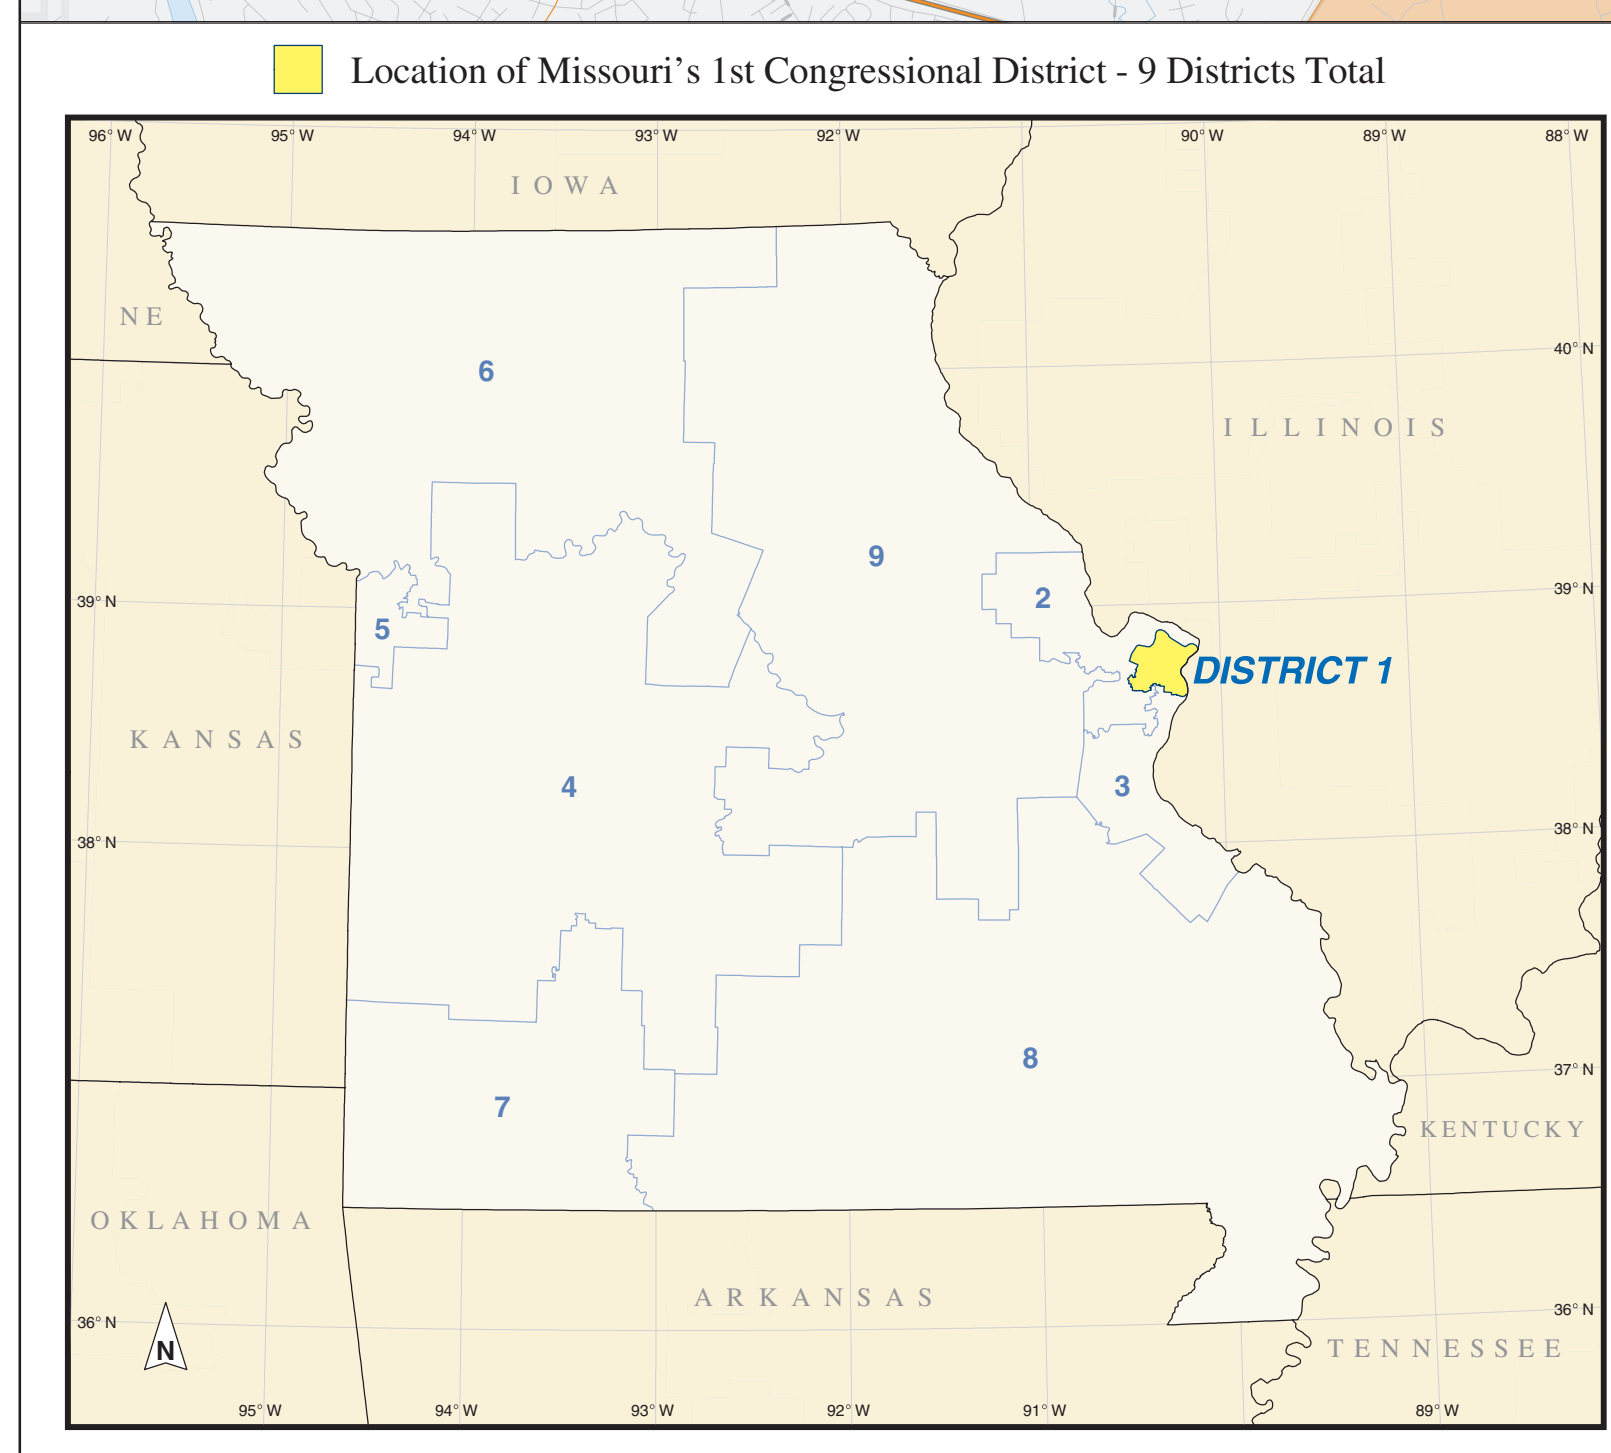 Location of Missouri's 1st Congressional District - 9 Districts Total
96° W 95° W 94° W 93° W 92° W 90° W 89° W 88° W
IOWA
NE
40° N
6
ILLINOIS
9
39° N 2 39° N
5
DISTRICT 1
KANSAS
4 3
38° N 38° N
8 37° N
7
KENTUCKY
OKLAHOMA
ARKANSAS
36° N 36° N
N
TENNESSEE
95° W 94° W 93° W 92° W 91° W 89° W